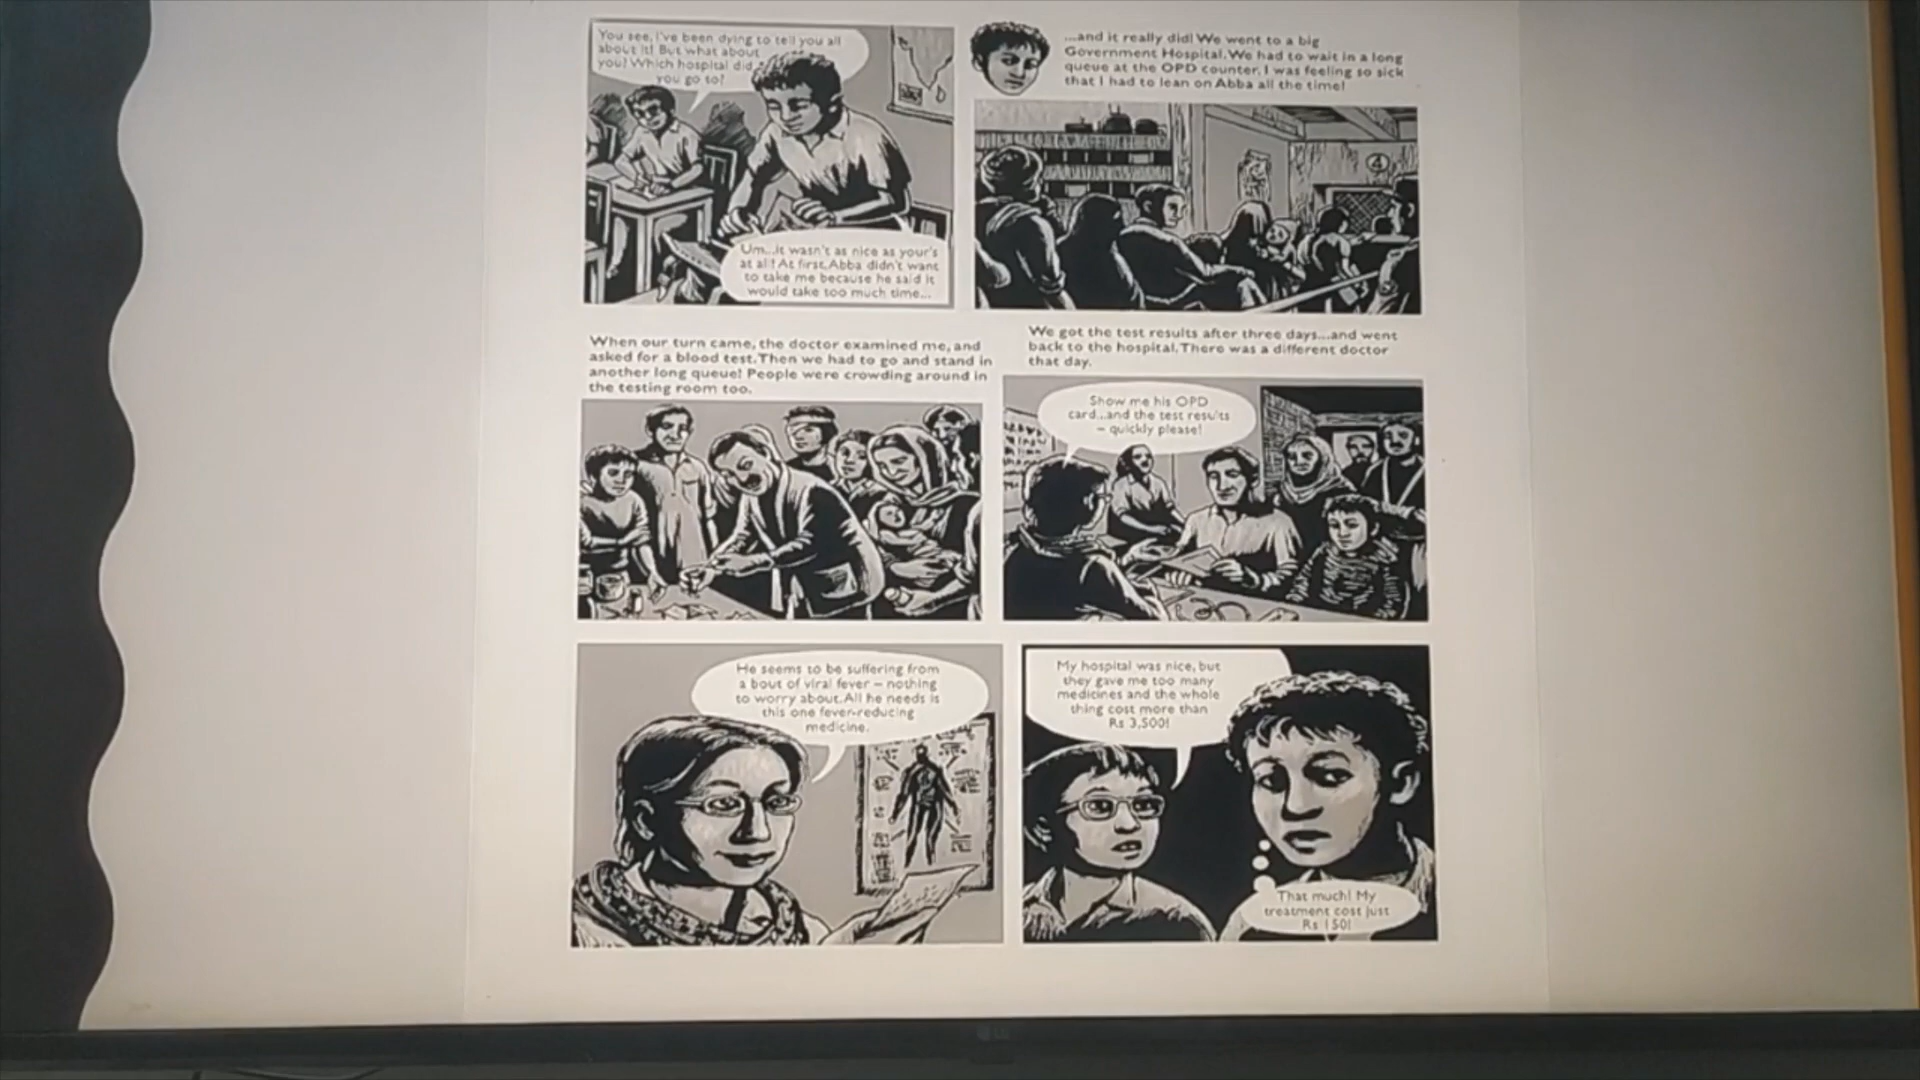 You see, I've been dying to tell you all
about it! But what about
you? Which hospital did
you go to?
Um...it wasn't as nice as your's
at all! At first, Abba didn't want
to take me because he said it
would take too much time...
...and it really did! We went to a big
Government Hospital. We had to wait in a long
queue at the OPD counter. I was feeling so sick
that I had to lean on Abba all the time!
4
When our turn came, the doctor examined me, and
asked for a blood test. Then we had to go and stand in
another long queue! People were crowding around in
the testing room too.
We got the test results after three days...and went
back to the hospital. There was a different doctor
that day.
Show me his OPD
card...and the test results
– quickly please!
He seems to be suffering from
a bout of viral fever – nothing
to worry about. All he needs is
this one fever-reducing
medicine.
My hospital was nice, but
they gave me too many
medicines and the whole
thing cost more than
Rs 3,500!
That much! My
treatment cost just
Rs 150!
LG